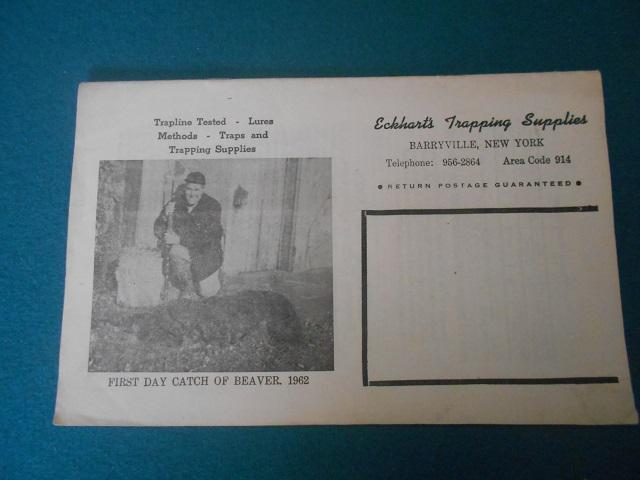 Trapline Tested - Lures
Methods - Traps and
Trapping Supplies
FIRST DAY CATCH OF BEAVER, 1962
Eckhart's Trapping Supplies
BARRYVILLE, NEW YORK
Telephone: 956-2864 Area Code 914
● RETURN POSTAGE GUARANTEED ●